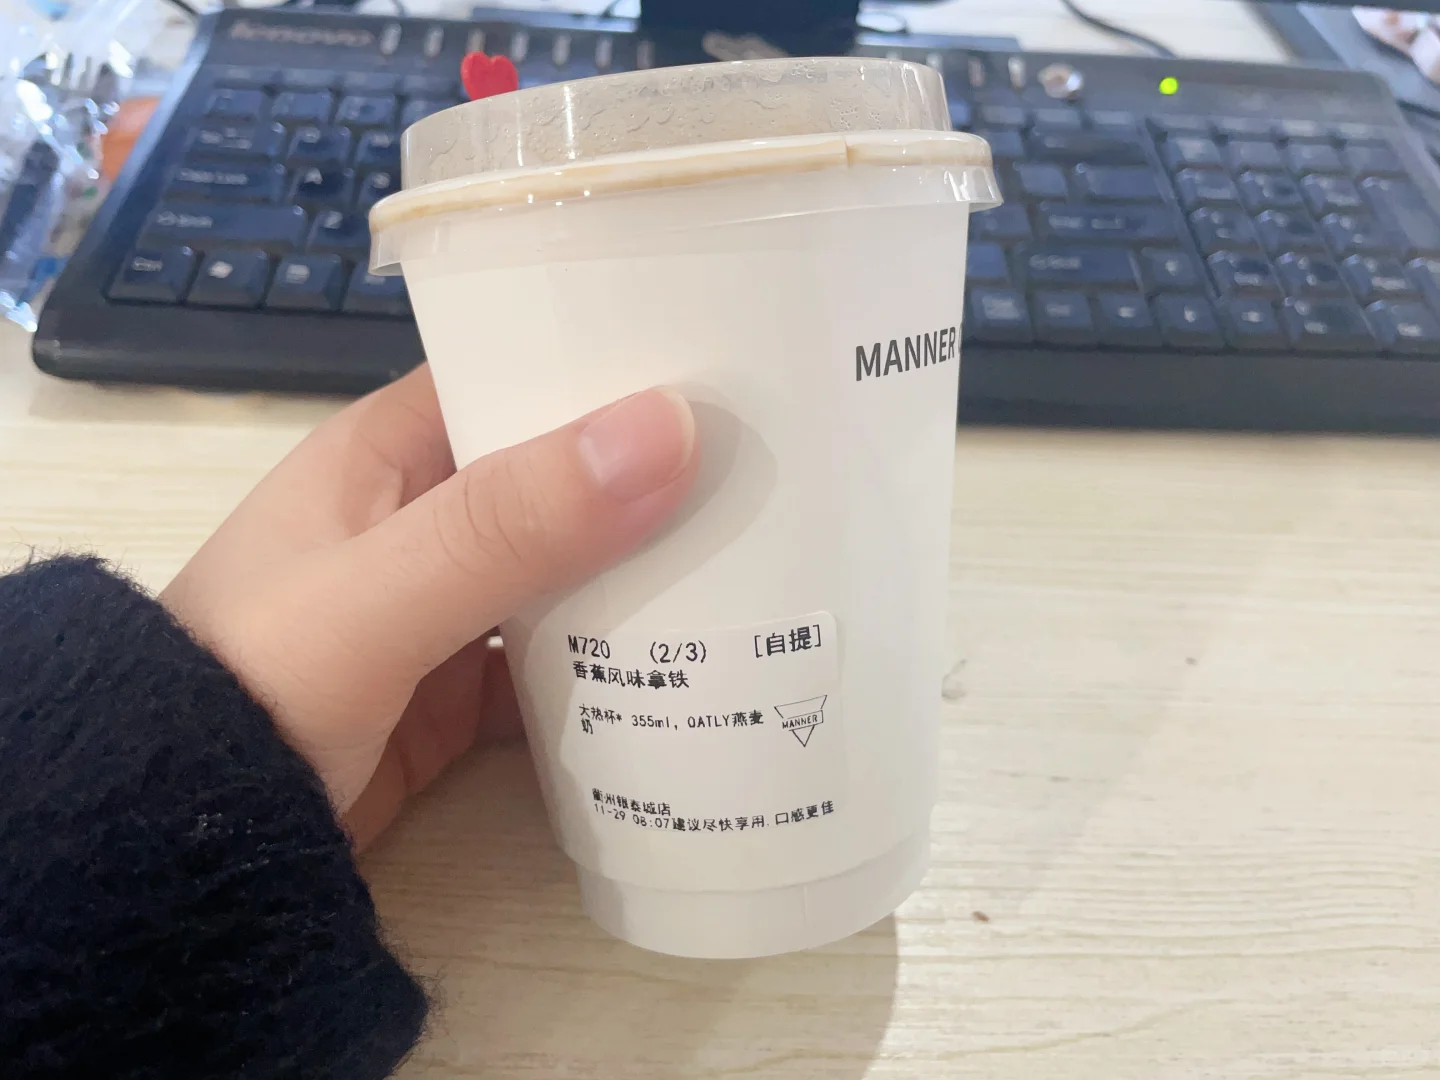 lenovo
MANNER
M720 (2/3) [自提]
香蕉风味拿铁
大热杯* 355ml, OATLY燕麦
奶
MANNER
衢州银泰城店
11-29 08:07建议尽快享用,口感更佳